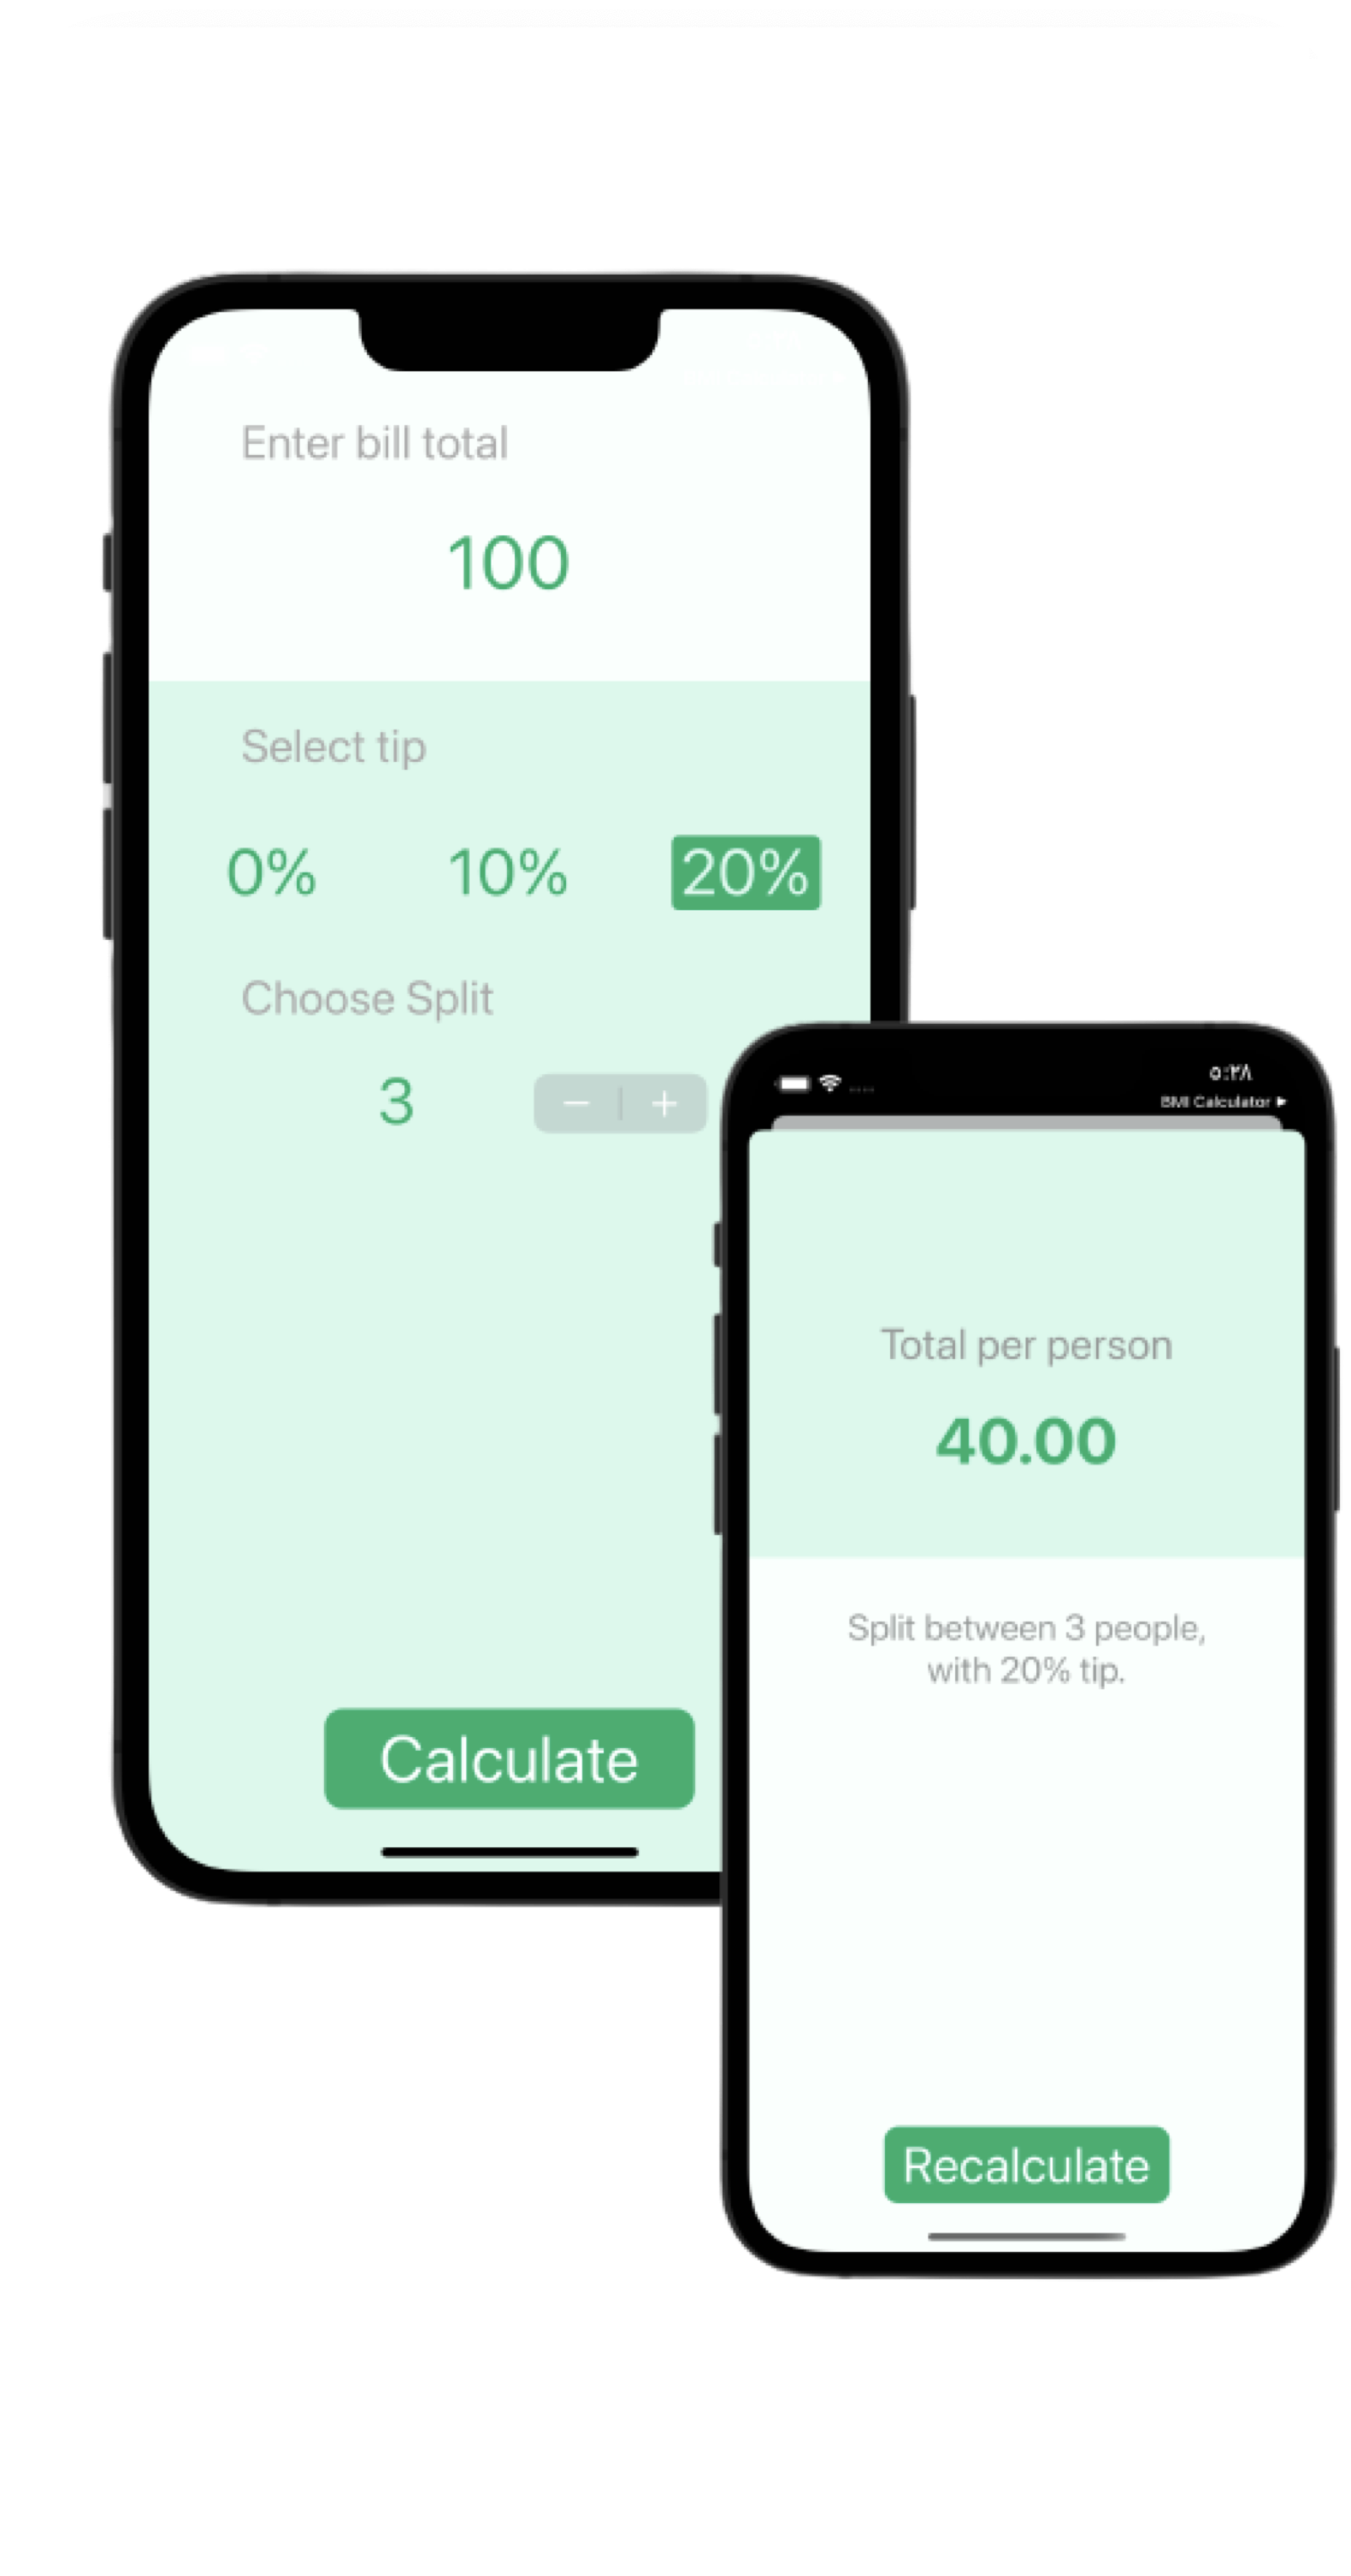 Enter bill total
100
Select tip
0% 10% 20%
Choose Split
3 − +
Calculate
٥:٢٨
BMI Calculator ▶
Total per person
40.00
Split between 3 people,
with 20% tip.
Recalculate